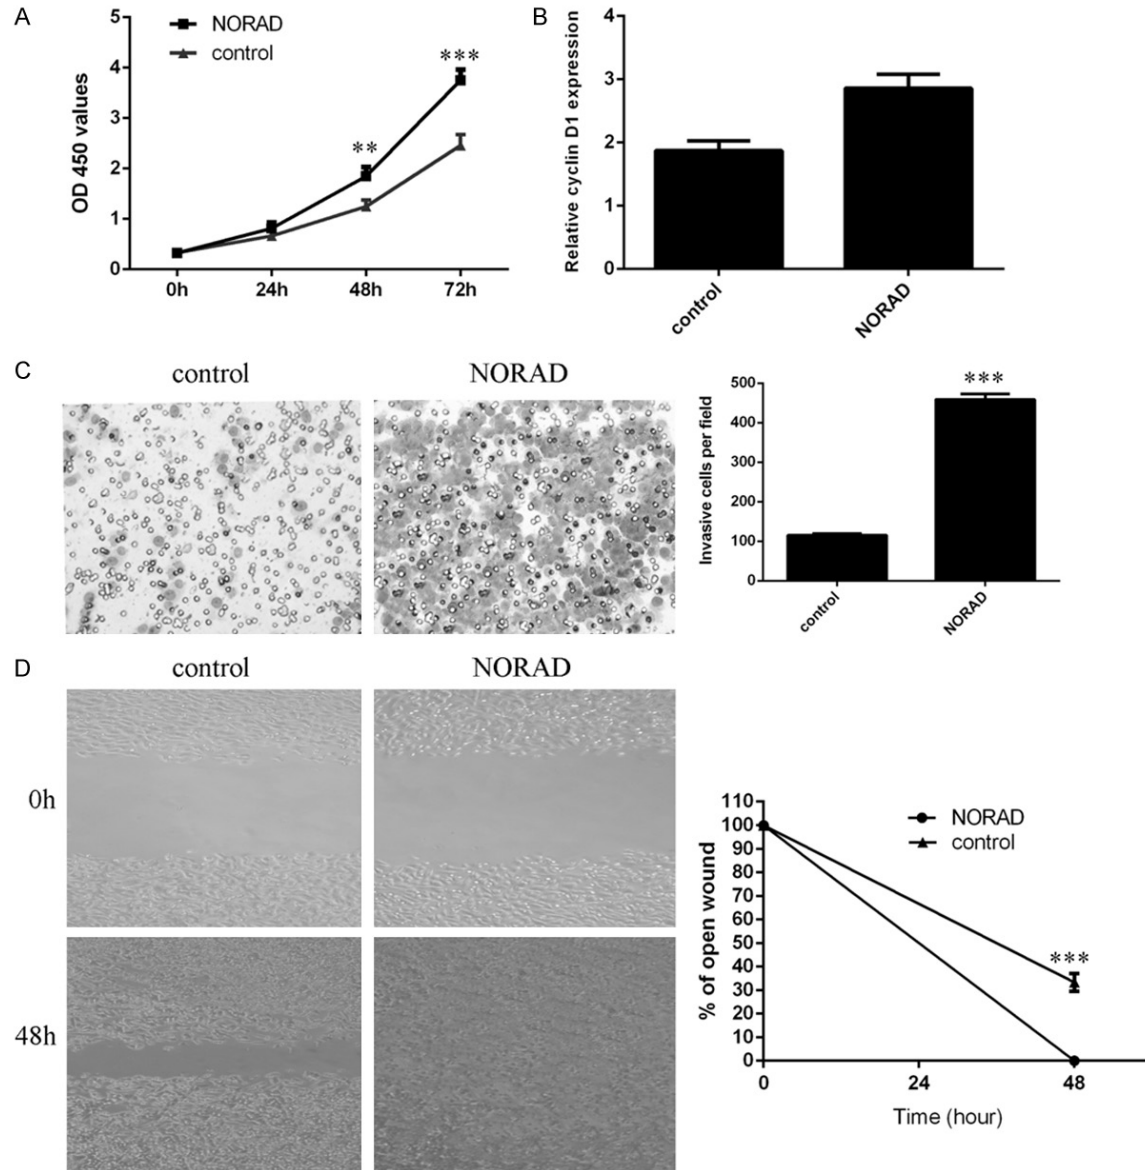 A
5
4
3
2
1
0
OD 450 values
NORAD
control
**
***
0h
24h
48h
72h
B
4
3
2
1
0
Relative cyclin D1 expression
control
NORAD
C
control
NORAD
500
400
300
200
100
0
Invasive cells per field
***
control
NORAD
D
control
NORAD
0h
48h
110
100
90
80
70
60
50
40
30
20
10
0
% of open wound
NORAD
control
***
0
24
48
Time (hour)